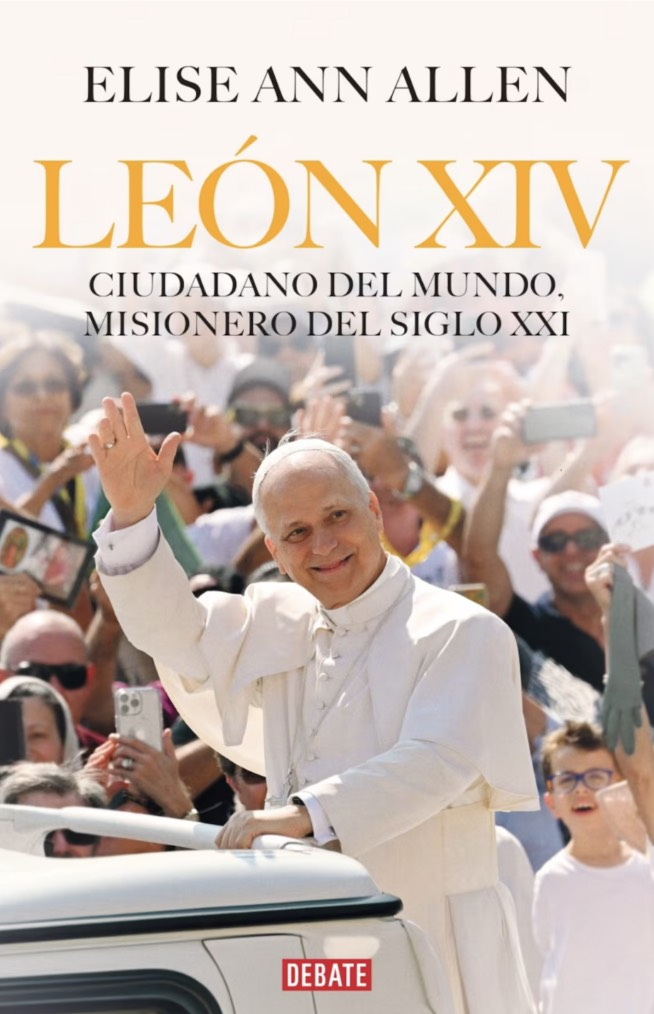 ELISE ANN ALLEN
LEÓN XIV
CIUDADANO DEL MUNDO,
MISIONERO DEL SIGLO XXI
DEBATE